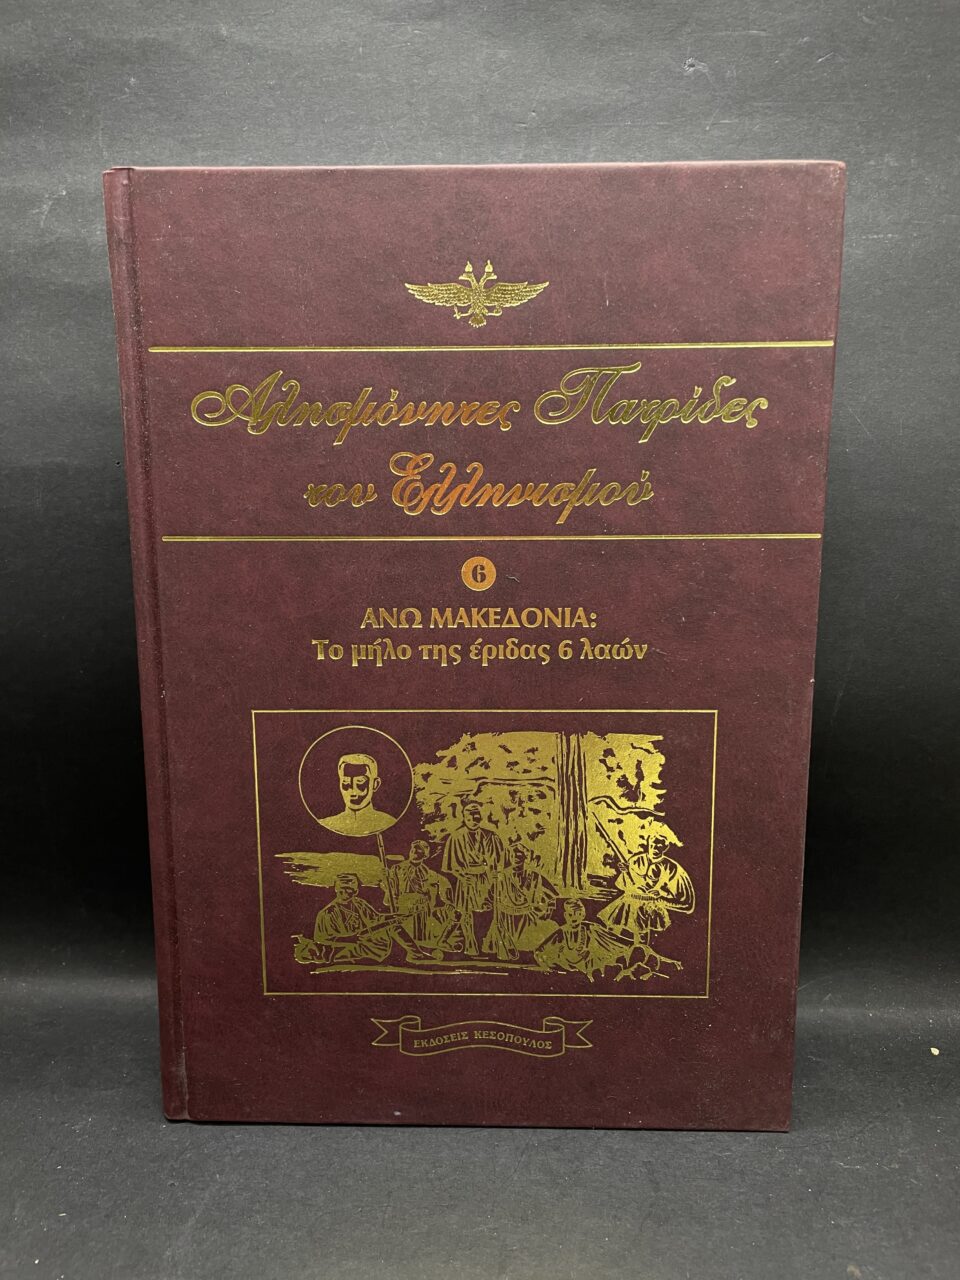 Αλησμόνητες Πατρίδες
του Ελληνισμού
6
ΑΝΩ ΜΑΚΕΔΟΝΙΑ:
Το μήλο της έριδας 6 λαών
ΕΚΔΟΣΕΙΣ ΚΕΣΟΠΟΥΛΟΣ